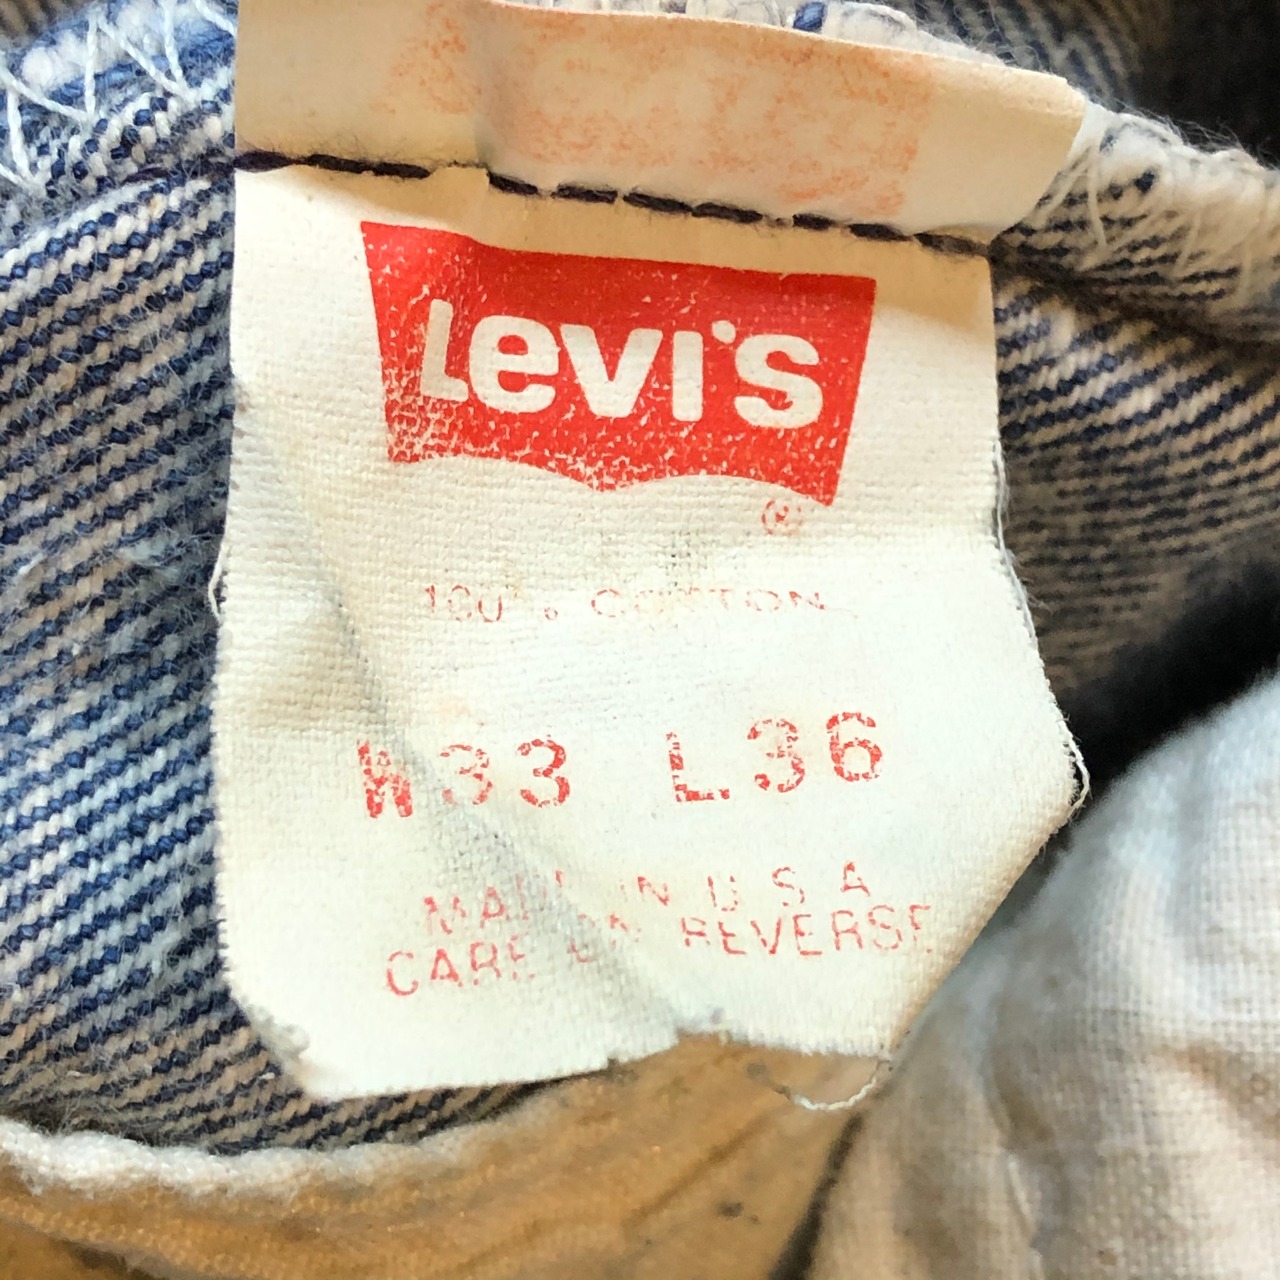 Levi's
®
100% COTTON
W33 L36
MADE IN U S A
CARE ON REVERSE